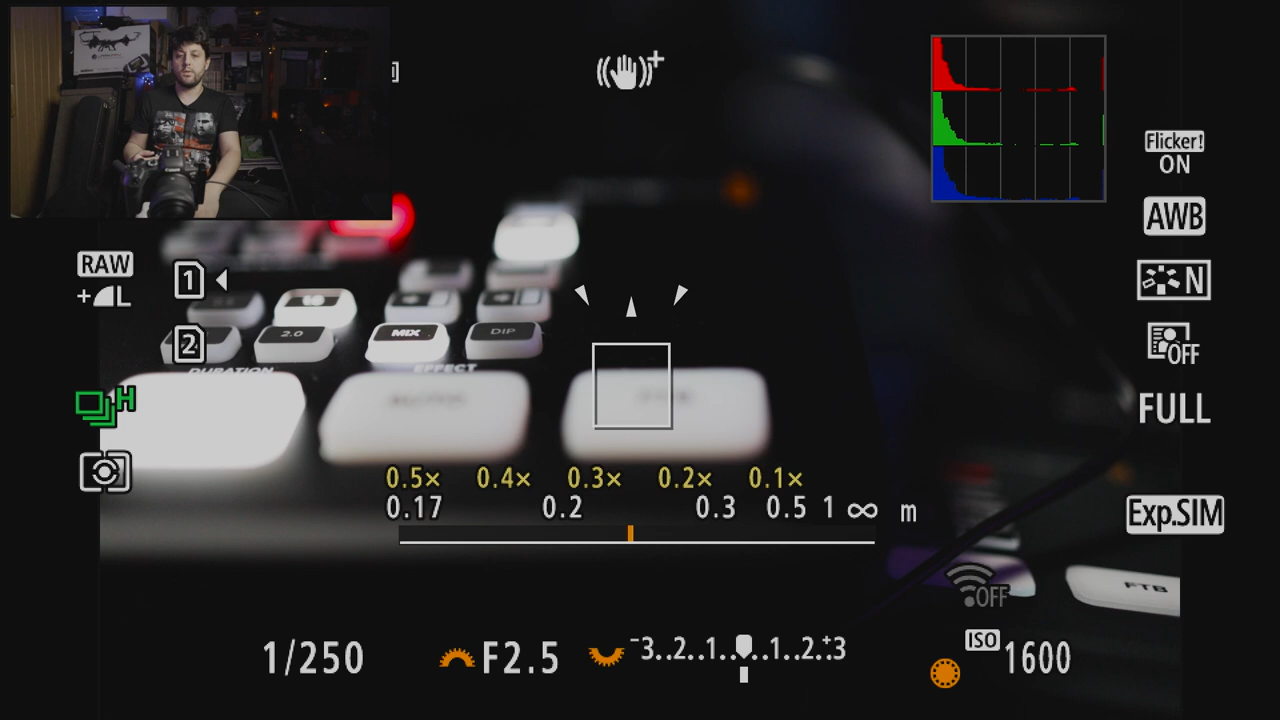 Flicker!
ON
AWB
RAW
+L
1
N
2
OFF
2.0
MIX
DIP
DURATION
EFFECT
H
FULL
0.5× 0.4× 0.3× 0.2× 0.1×
0.17 0.2 0.3 0.5 1 ∞ m
Exp.SIM
OFF
FTB
1/250 F2.5 -3..2..1..▼..1..2..+3 ISO 1600